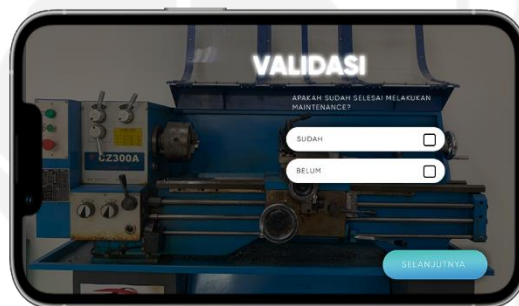 VALIDASI
APAKAH SUDAH SELESAI MELAKUKAN
MAINTENANCE?
CZ300A
SUDAH
BELUM
SELANJUTNYA